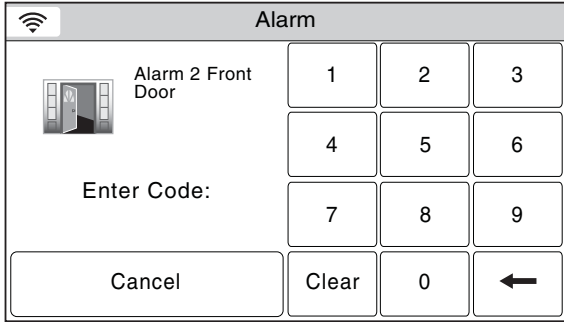 Alarm
Alarm 2 Front
Door
1 2 3
4 5 6
Enter Code:
7 8 9
Cancel Clear 0